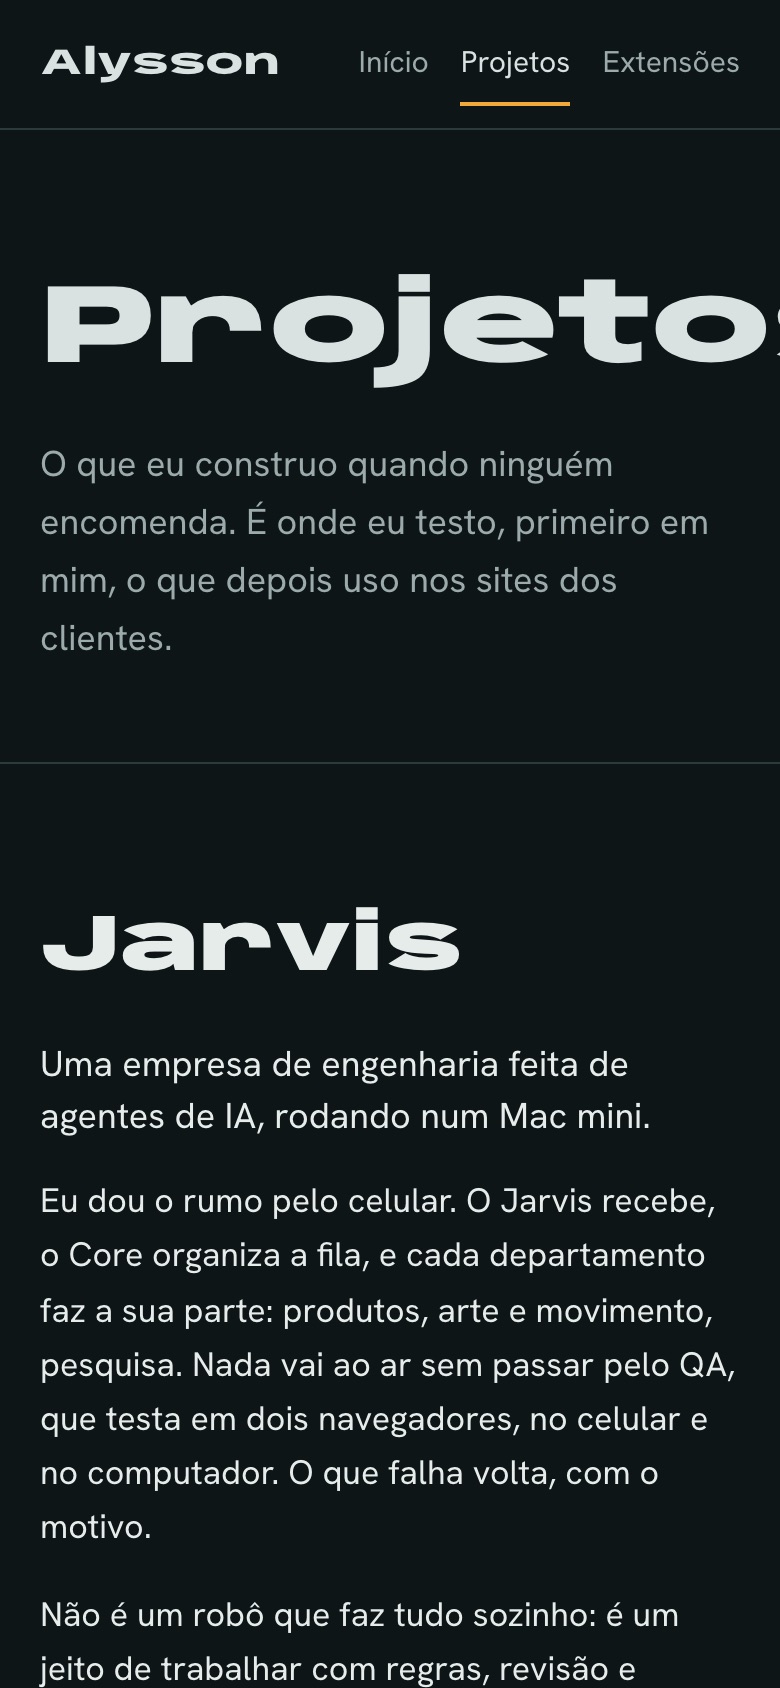 Alysson
Início Projetos Extensões
Projetos
O que eu construo quando ninguém
encomenda. É onde eu testo, primeiro em
mim, o que depois uso nos sites dos
clientes.
Jarvis
Uma empresa de engenharia feita de
agentes de IA, rodando num Mac mini.
Eu dou o rumo pelo celular. O Jarvis recebe,
o Core organiza a fila, e cada departamento
faz a sua parte: produtos, arte e movimento,
pesquisa. Nada vai ao ar sem passar pelo QA,
que testa em dois navegadores, no celular e
no computador. O que falha volta, com o
motivo.
Não é um robô que faz tudo sozinho: é um
jeito de trabalhar com regras, revisão e